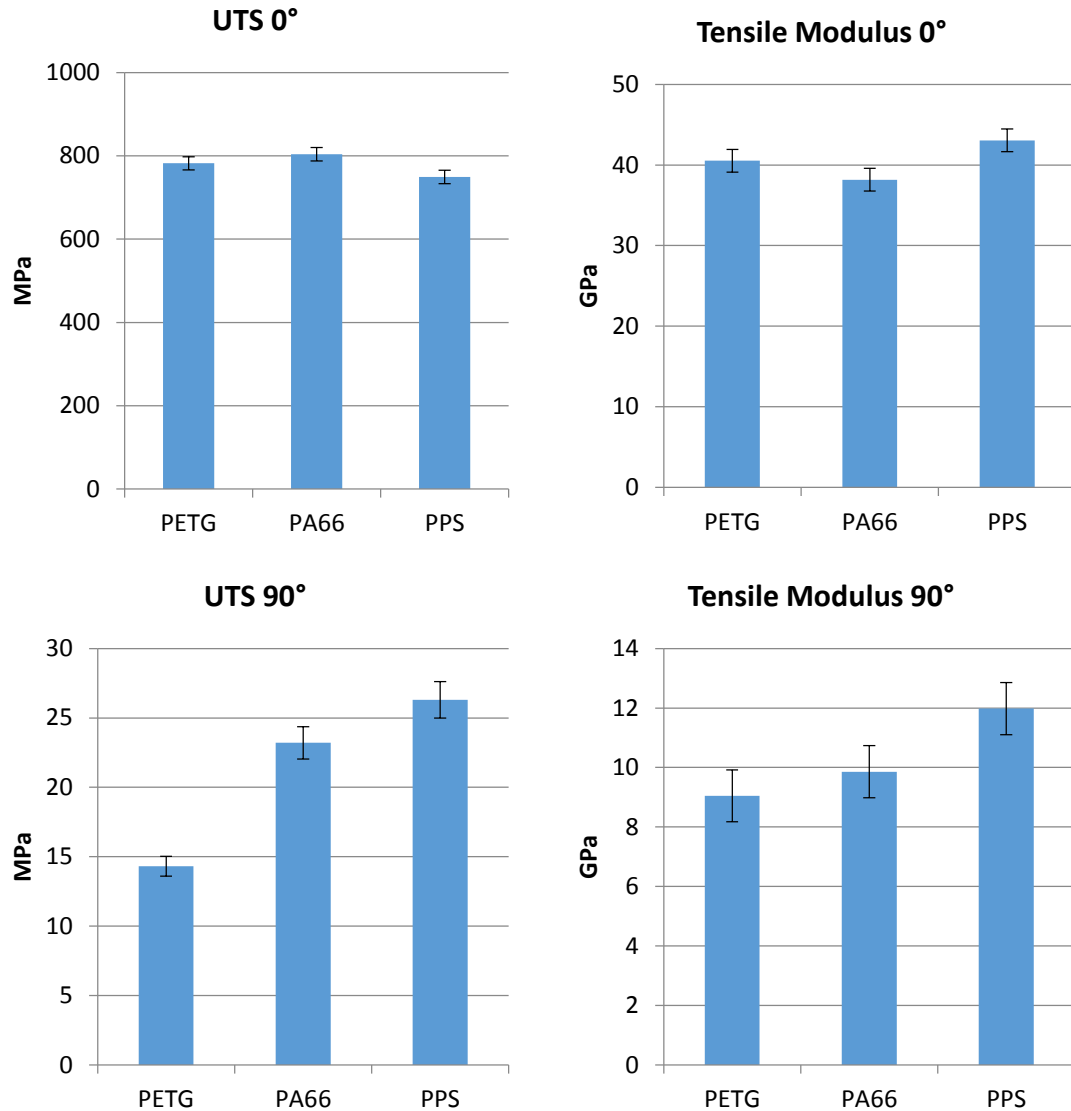 UTS 0°
1000
800
600
400
200
0
MPa
PETG PA66 PPS
Tensile Modulus 0°
50
40
30
20
10
0
GPa
PETG PA66 PPS
UTS 90°
30
25
20
15
10
5
0
MPa
PETG PA66 PPS
Tensile Modulus 90°
14
12
10
8
6
4
2
0
GPa
PETG PA66 PPS